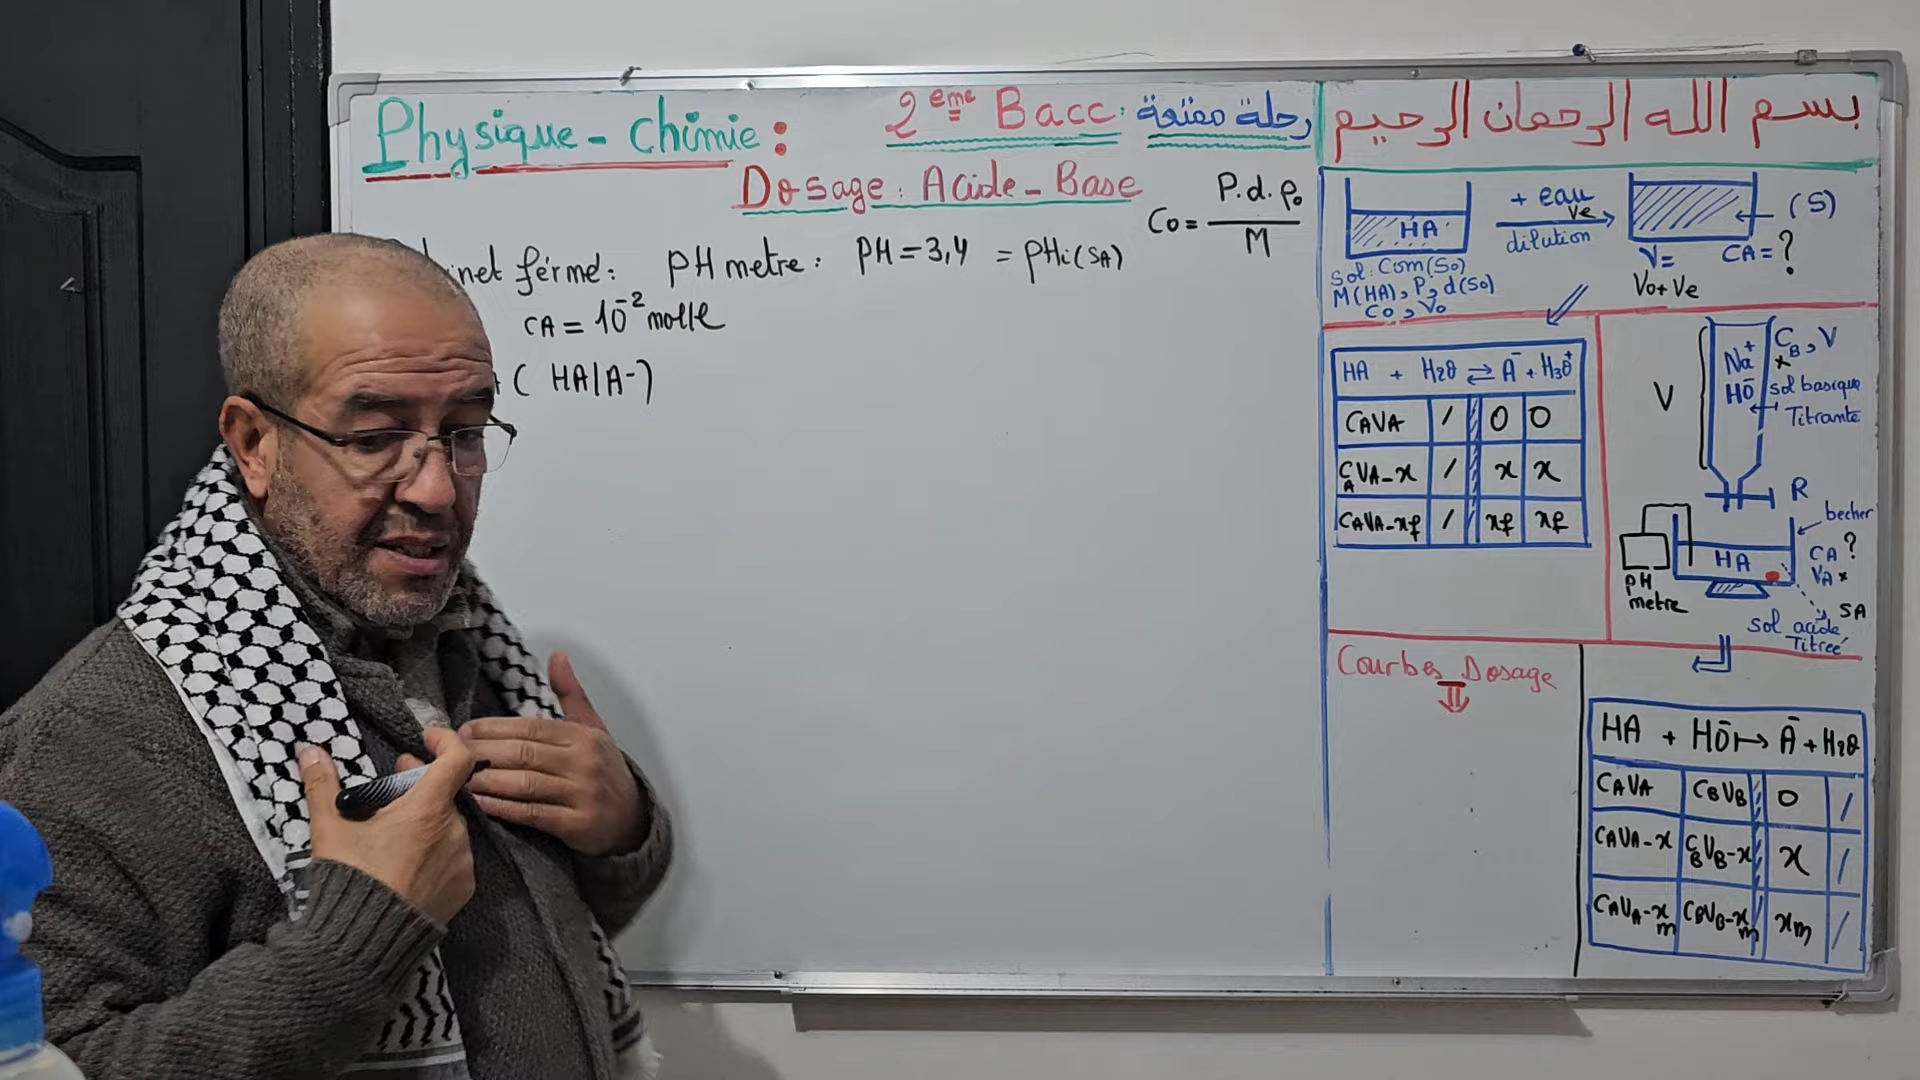 Physique - Chimie :
2eme Bacc : رحلة ممتعة
بسم الله الرحمان الرحيم
Dosage : Acide - Base
inet fermé : pH metre : PH = 3,4 = pHi(SA)
Co = P.d.ρ₀ / M
CA = 10⁻² mol/l
( HA/A⁻ )
HA
+ eau
Ve
dilution
(S)
Sol : Com(So)
M(HA), P, d(So)
Co, Vo
V =
Vo + Ve
CA = ?
HA + H2O ⇌ A⁻ + H3O⁺
CAVA / 0 0
CAVA-x / x x
CAVA-xf / xf xf
V
Na⁺
HO⁻
CB, V
x
sol basique
Titrante
R
becher
HA
CA ?
VA x
pH
metre
SA
sol acide
Titrée
Courbes Dosage
HA + HO⁻ ↦ A⁻ + H2O
CAVA CBVB 0 /
CAVA-x CBVB-x x /
CAVA-xm CBVB-xm xm /